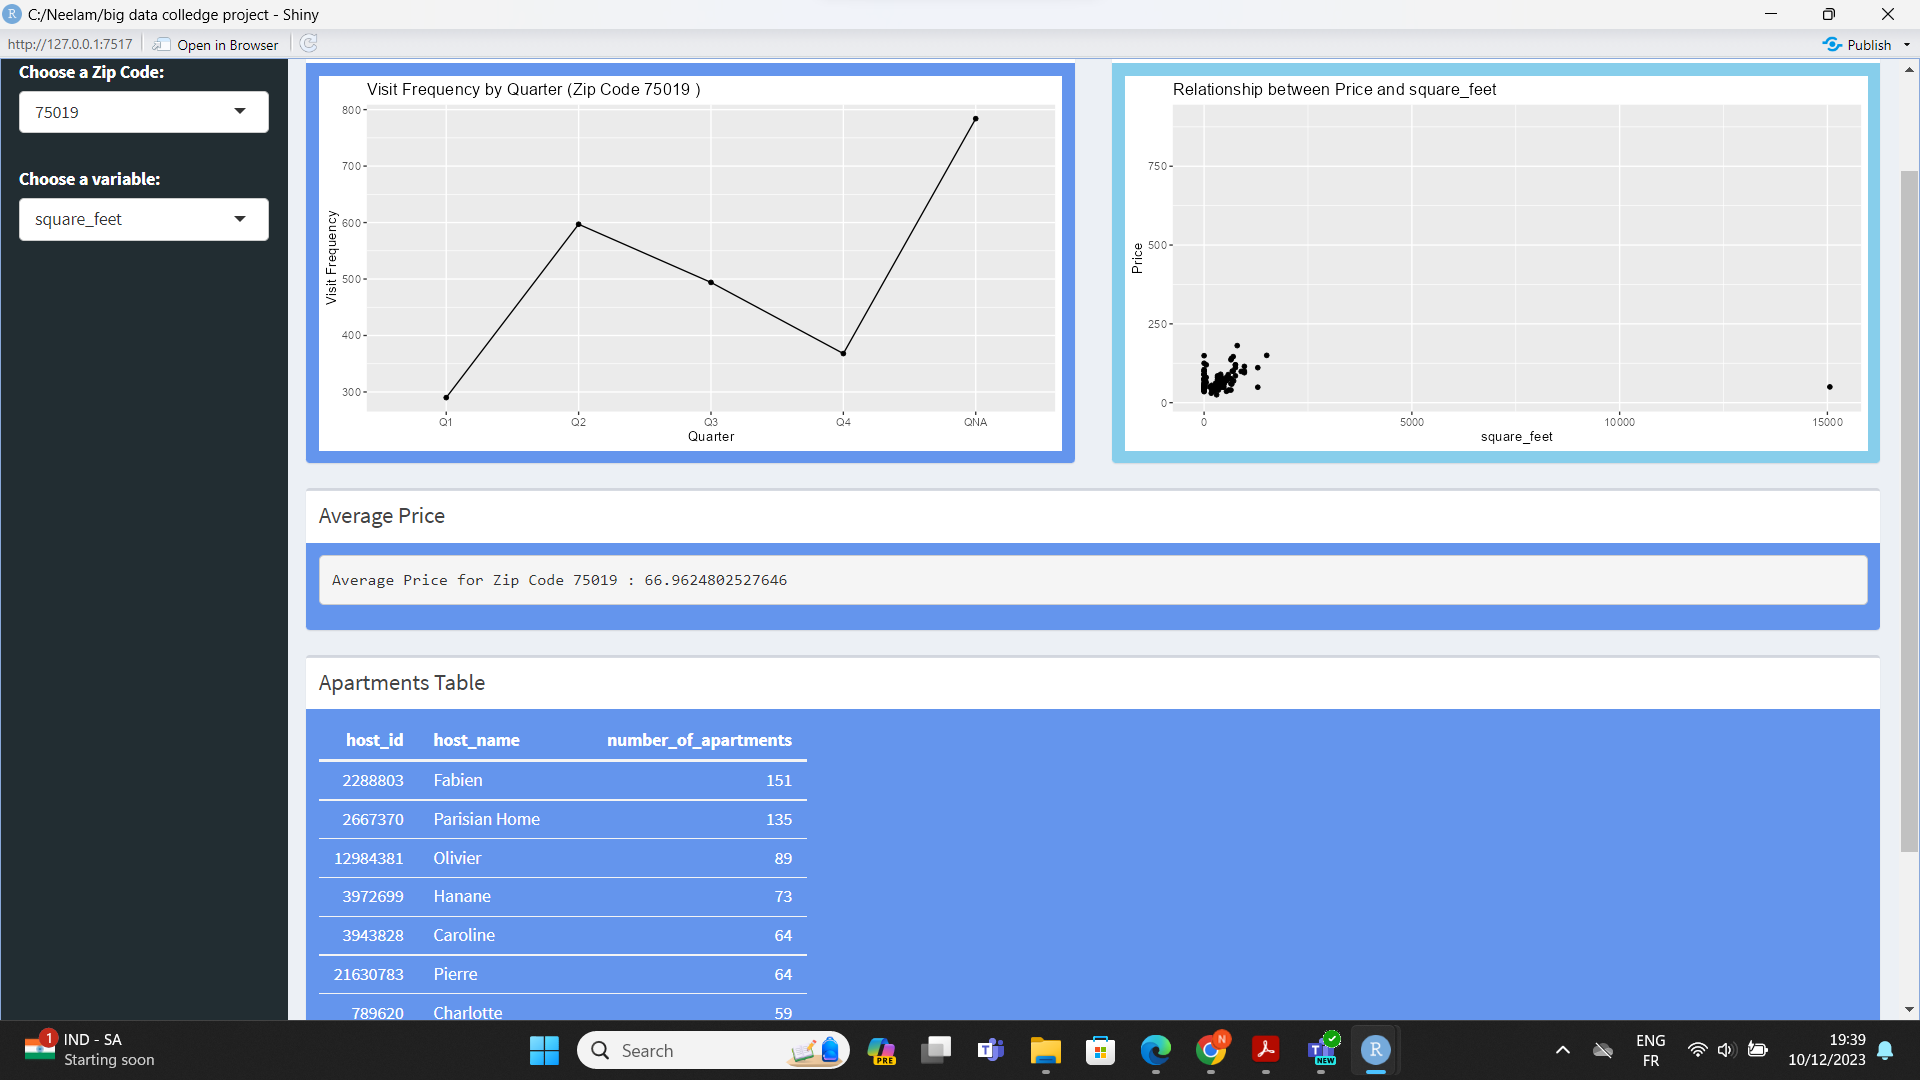 C:/Neelam/big data colledge project - Shiny
http://127.0.0.1:7517 Open in Browser Publish
Choose a Zip Code:
75019
Choose a variable:
square_feet
Visit Frequency by Quarter (Zip Code 75019 )
800
700
600
500
400
300
Visit Frequency
Q1 Q2 Q3 Q4 QNA
Quarter
Relationship between Price and square_feet
750
500
250
0
Price
0 5000 10000 15000
square_feet
Average Price
Average Price for Zip Code 75019 : 66.9624802527646
Apartments Table
host_id host_name number_of_apartments
2288803 Fabien 151
2667370 Parisian Home 135
12984381 Olivier 89
3972699 Hanane 73
3943828 Caroline 64
21630783 Pierre 64
789620 Charlotte 59
1
IND - SA
Starting soon
Search
PRE
NEW
N
R
ENG
FR
19:39
10/12/2023